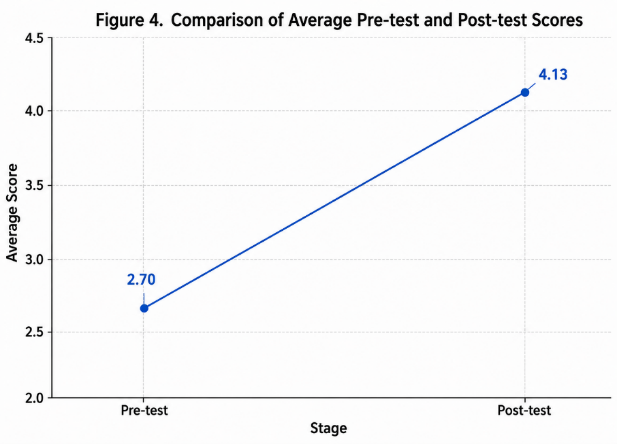 Figure 4. Comparison of Average Pre-test and Post-test Scores
4.5
4.13
4.0
3.5
Average Score
3.0
2.70
2.5
2.0
Pre-test
Post-test
Stage